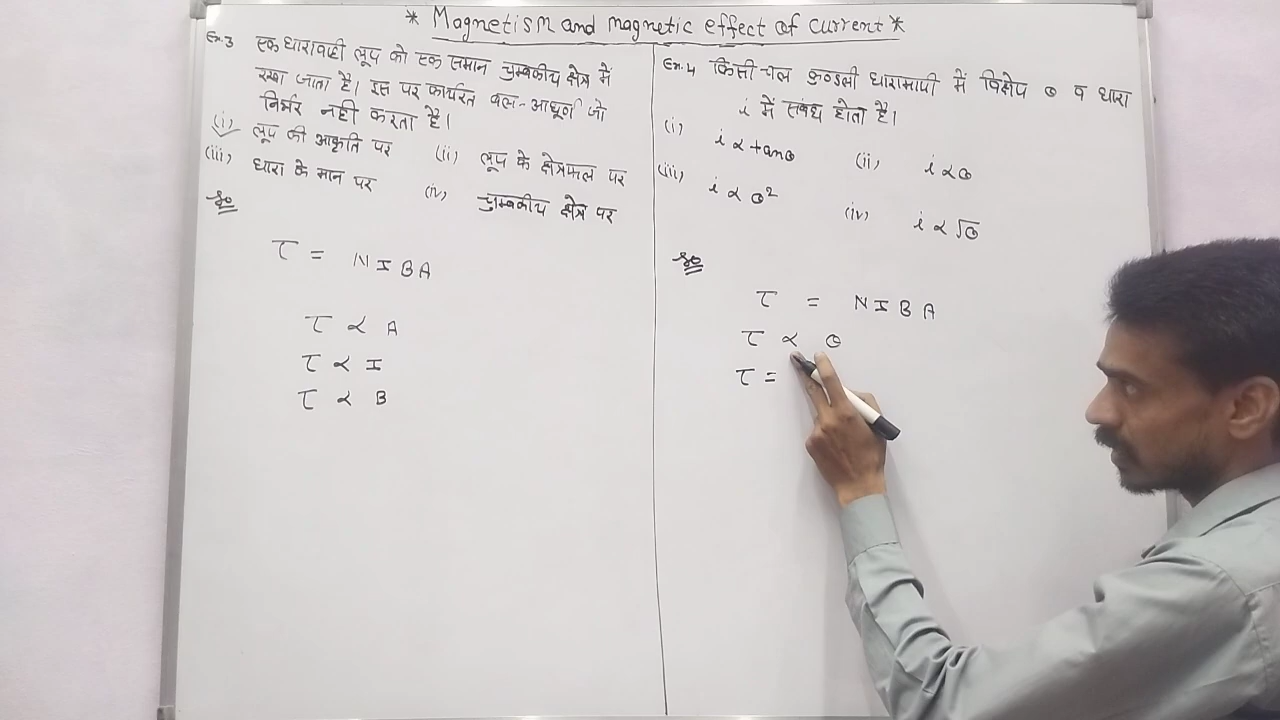 * Magnetism and magnetic effect of current *
Ex. 3 एक धारावाही लूप को एक समान चुम्बकीय क्षेत्र में
रखा जाता है। इस पर कार्यरत बल-आघूर्ण जो
निर्भर नही करता है।
(i) लूप की आकृति पर (ii) लूप के क्षेत्रफल पर
(iii) धारा के मान पर (iv) चुम्बकीय क्षेत्र पर
τ = NIBA
τ ∝ A
τ ∝ I
τ ∝ B
Ex. 4 किसी चल कुण्डली धारामापी में विक्षेप θ व धारा
i में संबंध होता है।
(i) i ∝ tanθ (ii) i ∝ θ
(iii) i ∝ θ² (iv) i ∝ √θ
τ = NIBA
τ ∝ θ
τ =